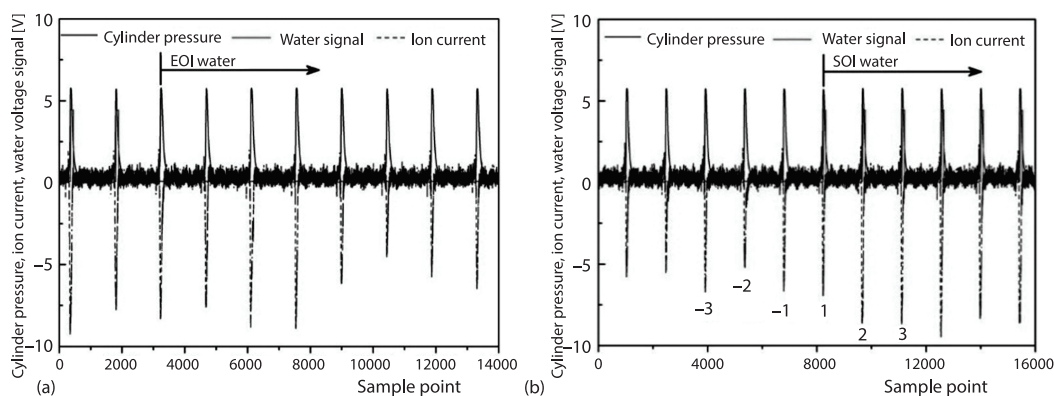 Cylinder pressure, ion current, water voltage signal [V]
10
5
0
−5
−10
Cylinder pressure
Water signal
Ion current
EOI water
0 2000 4000 6000 8000 10000 12000 14000
(a)
Sample point
Cylinder pressure, ion current, water voltage signal [V]
10
5
0
−5
−10
Cylinder pressure
Water signal
Ion current
SOI water
−3
−2
−1
1
2
3
0 4000 6000 8000 10000 12000 14000 16000
(b)
Sample point